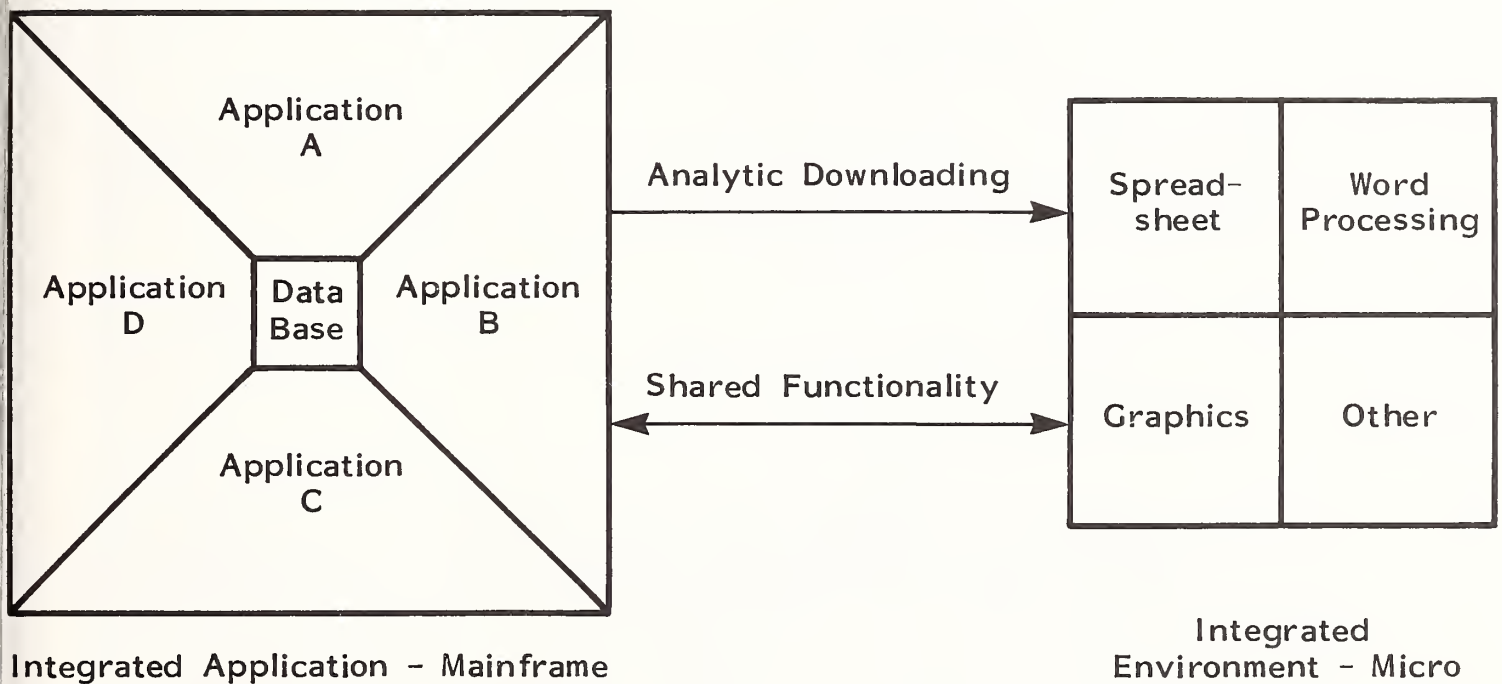 Application
A
Application
D
Data
Base
Application
B
Application
C
Integrated Application - Mainframe
Analytic Downloading
Shared Functionality
Spread-
sheet
Word
Processing
Graphics
Other
Integrated
Environment - Micro